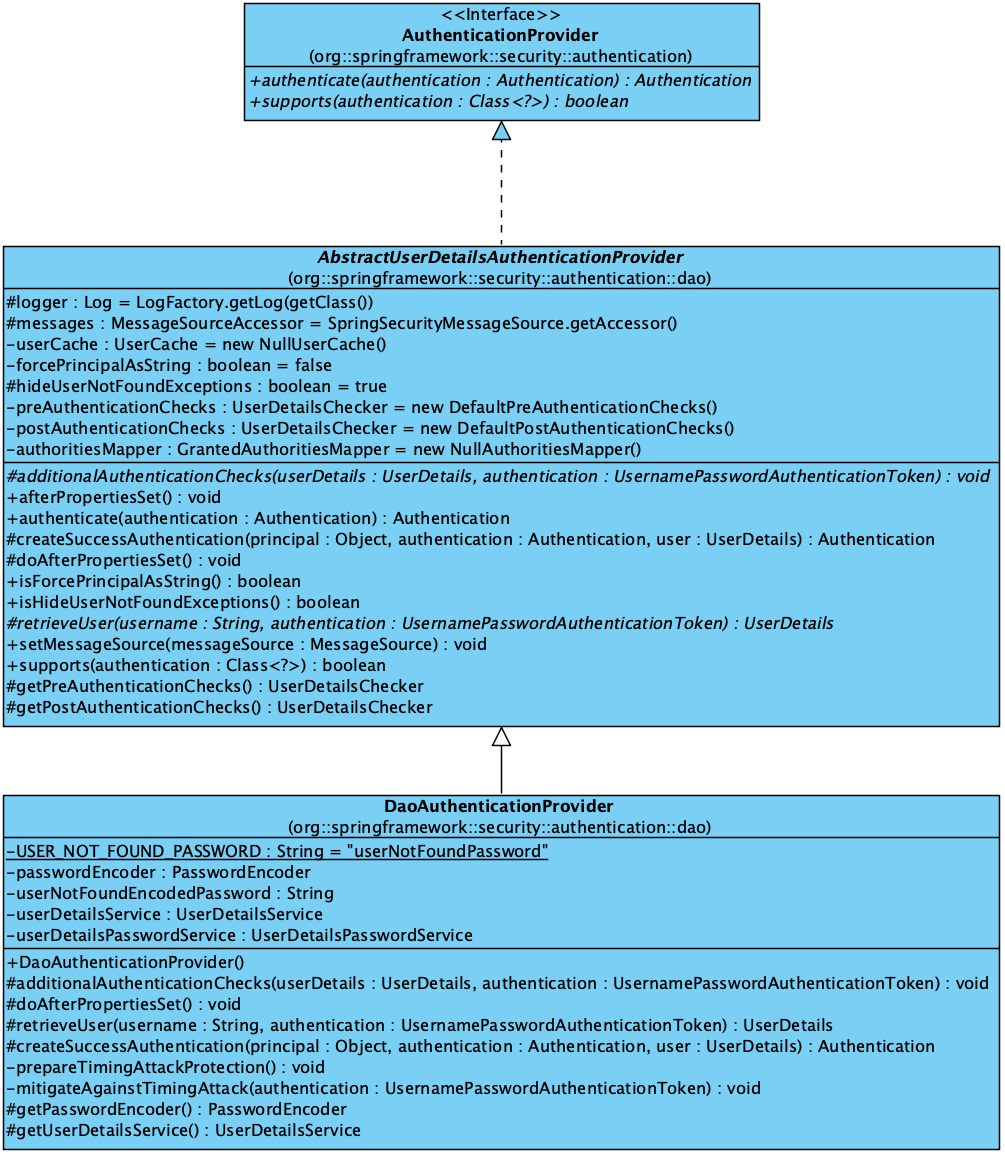 <<Interface>>
AuthenticationProvider
(org::springframework::security::authentication)
+authenticate(authentication : Authentication) : Authentication
+supports(authentication : Class<?>) : boolean
AbstractUserDetailsAuthenticationProvider
(org::springframework::security::authentication::dao)
#logger : Log = LogFactory.getLog(getClass())
#messages : MessageSourceAccessor = SpringSecurityMessageSource.getAccessor()
-userCache : UserCache = new NullUserCache()
-forcePrincipalAsString : boolean = false
#hideUserNotFoundExceptions : boolean = true
-preAuthenticationChecks : UserDetailsChecker = new DefaultPreAuthenticationChecks()
-postAuthenticationChecks : UserDetailsChecker = new DefaultPostAuthenticationChecks()
-authoritiesMapper : GrantedAuthoritiesMapper = new NullAuthoritiesMapper()
#additionalAuthenticationChecks(userDetails : UserDetails, authentication : UsernamePasswordAuthenticationToken) : void
+afterPropertiesSet() : void
+authenticate(authentication : Authentication) : Authentication
#createSuccessAuthentication(principal : Object, authentication : Authentication, user : UserDetails) : Authentication
#doAfterPropertiesSet() : void
+isForcePrincipalAsString() : boolean
+isHideUserNotFoundExceptions() : boolean
#retrieveUser(username : String, authentication : UsernamePasswordAuthenticationToken) : UserDetails
+setMessageSource(messageSource : MessageSource) : void
+supports(authentication : Class<?>) : boolean
#getPreAuthenticationChecks() : UserDetailsChecker
#getPostAuthenticationChecks() : UserDetailsChecker
DaoAuthenticationProvider
(org::springframework::security::authentication::dao)
-USER_NOT_FOUND_PASSWORD : String = "userNotFoundPassword"
-passwordEncoder : PasswordEncoder
-userNotFoundEncodedPassword : String
-userDetailsService : UserDetailsService
-userDetailsPasswordService : UserDetailsPasswordService
+DaoAuthenticationProvider()
#additionalAuthenticationChecks(userDetails : UserDetails, authentication : UsernamePasswordAuthenticationToken) : void
#doAfterPropertiesSet() : void
#retrieveUser(username : String, authentication : UsernamePasswordAuthenticationToken) : UserDetails
#createSuccessAuthentication(principal : Object, authentication : Authentication, user : UserDetails) : Authentication
-prepareTimingAttackProtection() : void
-mitigateAgainstTimingAttack(authentication : UsernamePasswordAuthenticationToken) : void
#getPasswordEncoder() : PasswordEncoder
#getUserDetailsService() : UserDetailsService